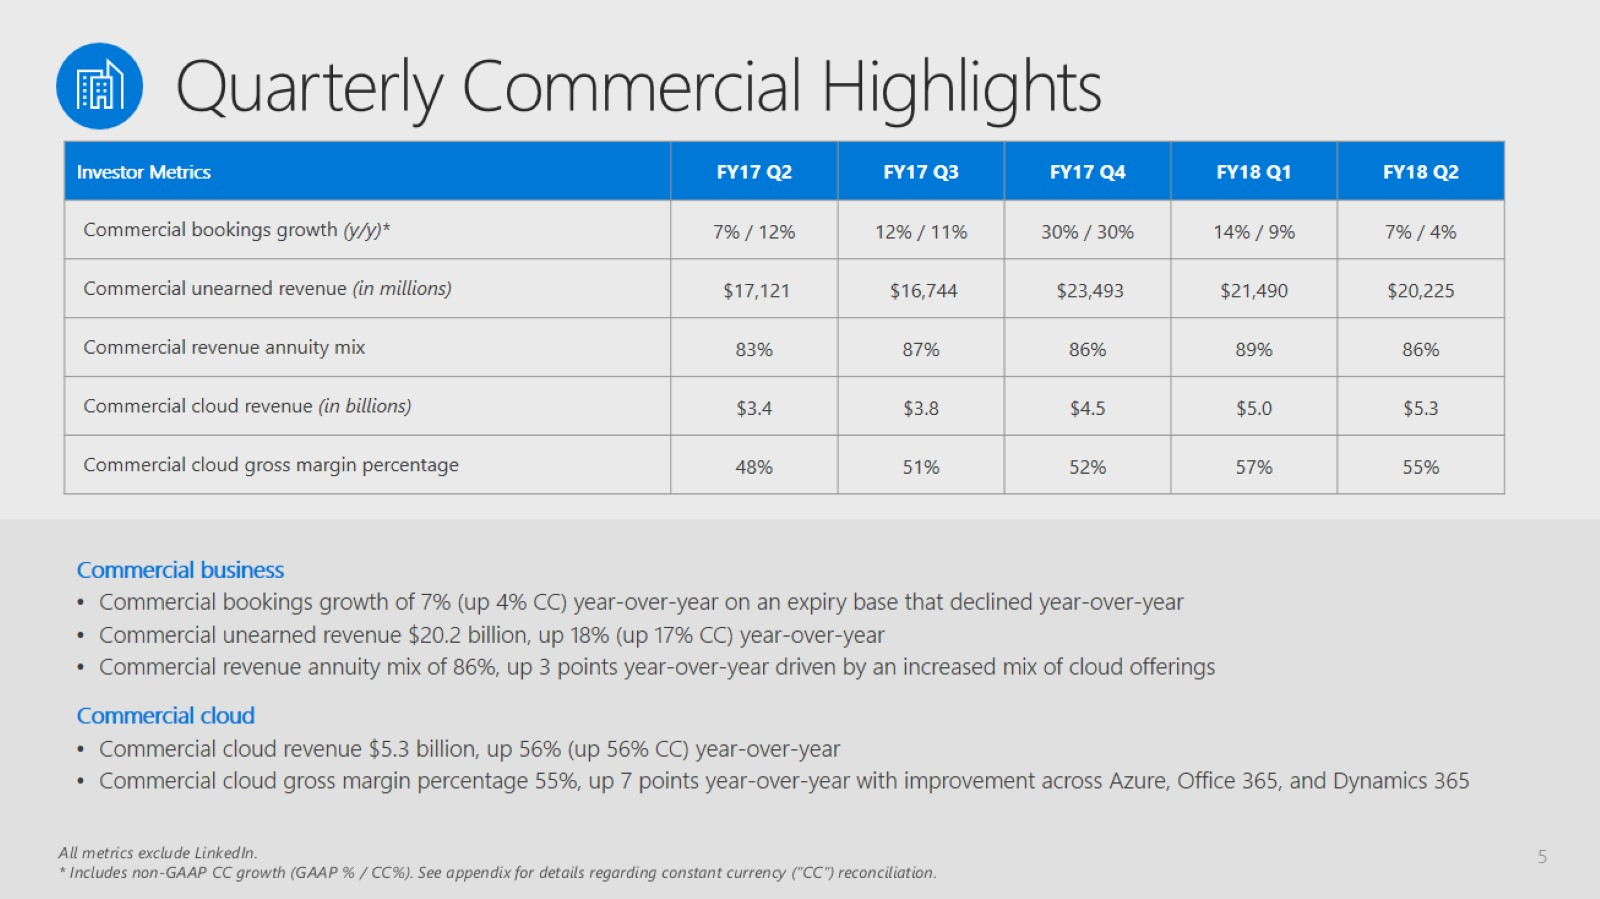 Quarterly Commercial Highlights
Investor Metrics FY17 Q2 FY17 Q3 FY17 Q4 FY18 Q1 FY18 Q2
Commercial bookings growth (y/y)* 7% / 12% 12% / 11% 30% / 30% 14% / 9% 7% / 4%
Commercial unearned revenue (in millions) $17,121 $16,744 $23,493 $21,490 $20,225
Commercial revenue annuity mix 83% 87% 86% 89% 86%
Commercial cloud revenue (in billions) $3.4 $3.8 $4.5 $5.0 $5.3
Commercial cloud gross margin percentage 48% 51% 52% 57% 55%
Commercial business
• Commercial bookings growth of 7% (up 4% CC) year-over-year on an expiry base that declined year-over-year
• Commercial unearned revenue $20.2 billion, up 18% (up 17% CC) year-over-year
• Commercial revenue annuity mix of 86%, up 3 points year-over-year driven by an increased mix of cloud offerings
Commercial cloud
• Commercial cloud revenue $5.3 billion, up 56% (up 56% CC) year-over-year
• Commercial cloud gross margin percentage 55%, up 7 points year-over-year with improvement across Azure, Office 365, and Dynamics 365
All metrics exclude LinkedIn.
* Includes non-GAAP CC growth (GAAP % / CC%). See appendix for details regarding constant currency ("CC") reconciliation.
5